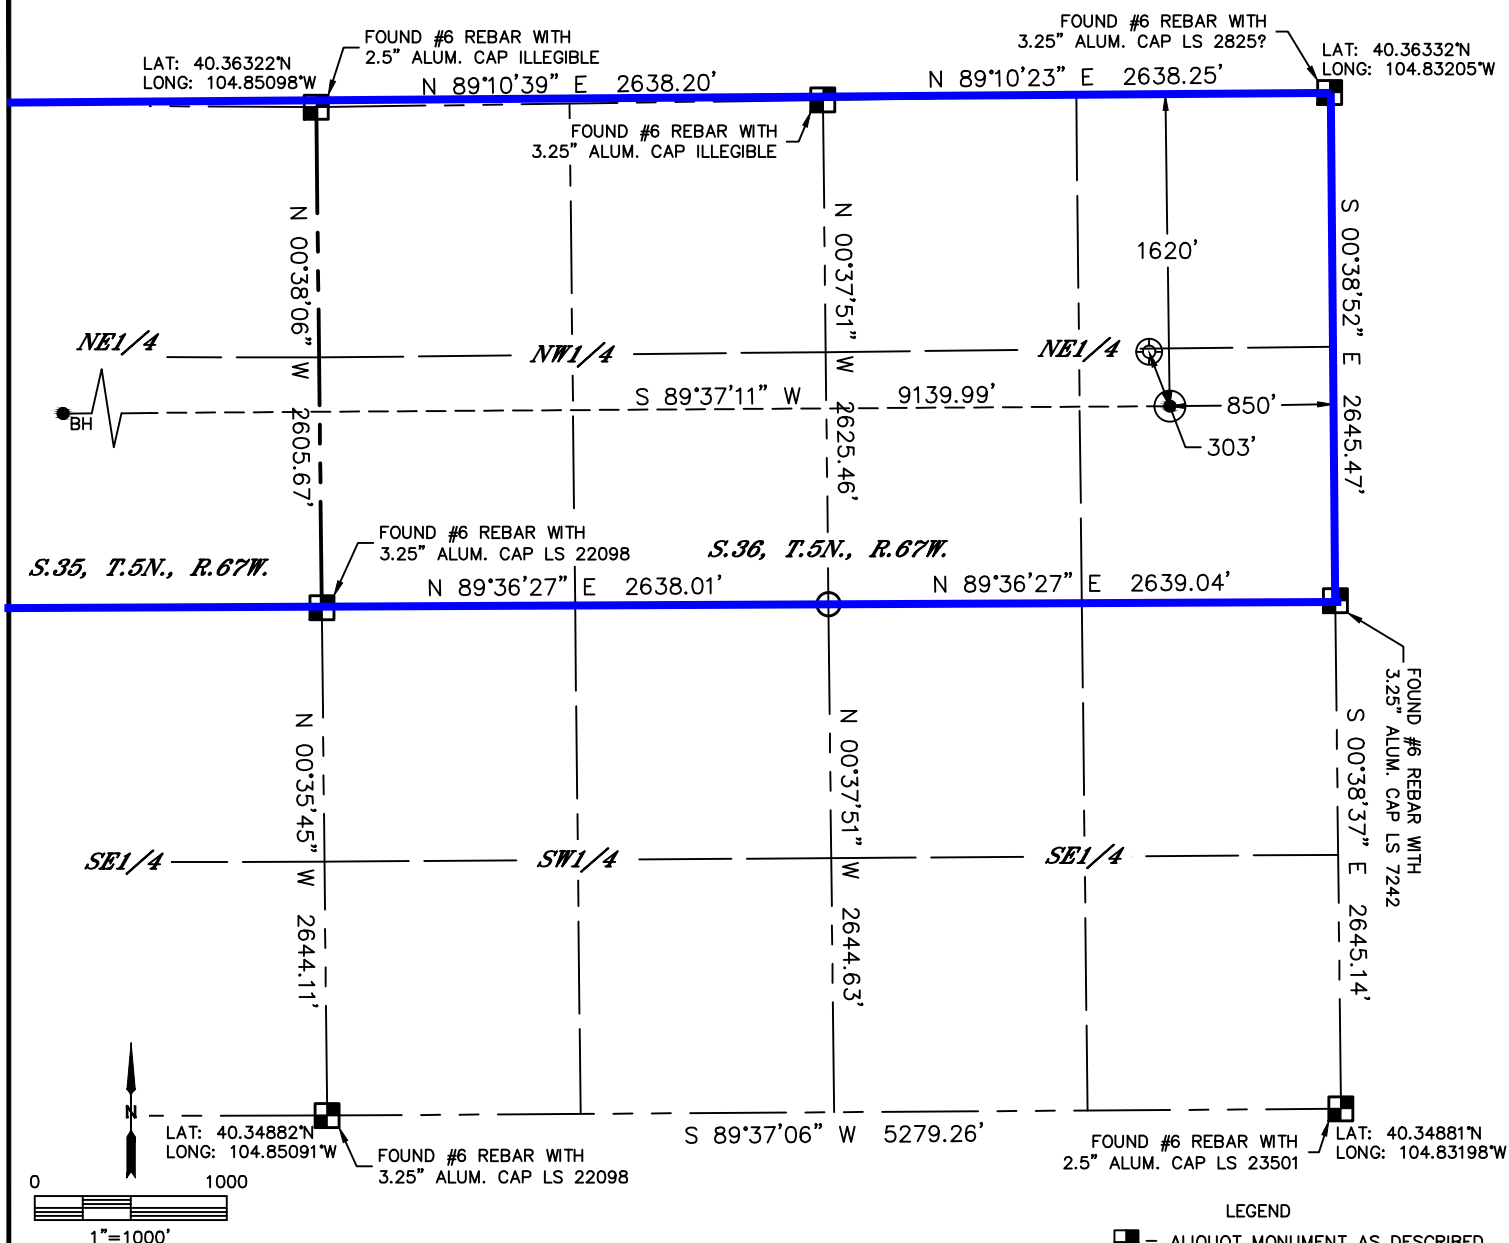 FOUND #6 REBAR WITH
2.5" ALUM. CAP ILLEGIBLE
FOUND #6 REBAR WITH
3.25" ALUM. CAP LS 2825?
LAT: 40.36322°N
LONG: 104.85098°W
LAT: 40.36332°N
LONG: 104.83205°W
N 89°10'39" E 2638.20'
N 89°10'23" E 2638.25'
FOUND #6 REBAR WITH
3.25" ALUM. CAP ILLEGIBLE
N 00°38'06" W 2605.67'
N 00°37'51" W 2625.46'
S 00°38'52" E 2645.47'
1620'
NE1/4
NW1/4
NE1/4
S 89°37'11" W 9139.99'
850'
BH
303'
FOUND #6 REBAR WITH
3.25" ALUM. CAP LS 22098
S.35, T.5N., R.67W.
S.36, T.5N., R.67W.
N 89°36'27" E 2638.01'
N 89°36'27" E 2639.04'
FOUND #6 REBAR WITH
3.25" ALUM. CAP LS 7242
N 00°35'45" W 2644.11'
N 00°37'51" W 2644.63'
S 00°38'37" E 2645.14'
SE1/4
SW1/4
SE1/4
N
LAT: 40.34882°N
LONG: 104.85091°W
S 89°37'06" W 5279.26'
FOUND #6 REBAR WITH
2.5" ALUM. CAP LS 23501
LAT: 40.34881°N
LONG: 104.83198°W
FOUND #6 REBAR WITH
3.25" ALUM. CAP LS 22098
0 1000
1"=1000'
LEGEND
= ALIQUOT MONUMENT AS DESCRIBED